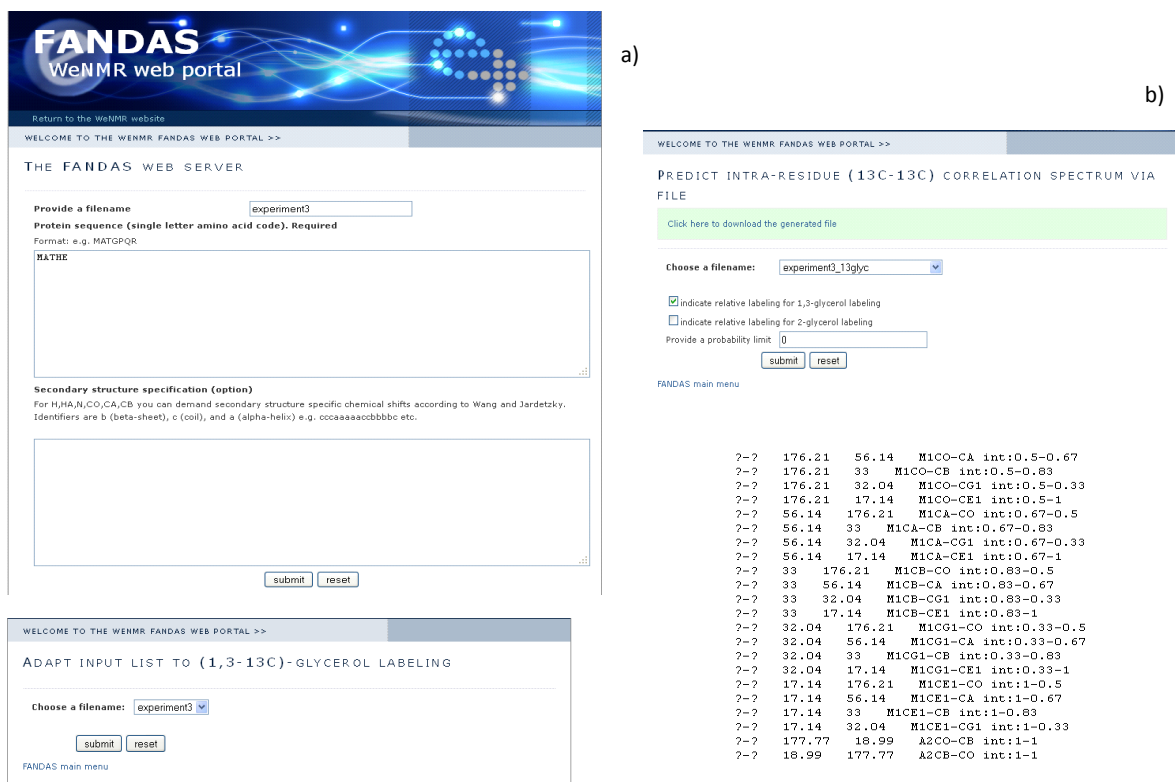 FANDAS
WeNMR web portal
Return to the WeNMR website
WELCOME TO THE WENMR FANDAS WEB PORTAL >>
THE FANDAS WEB SERVER
Provide a filename experiment3
Protein sequence (single letter amino acid code). Required
Format: e.g. MATGPQR
MATHE
Secondary structure specification (option)
For H,HA,N,CO,CA,CB you can demand secondary structure specific chemical shifts according to Wang and Jardetzky.
Identifiers are b (beta-sheet), c (coil), and a (alpha-helix) e.g. cccaaaaaccbbbbc etc.
submit reset
WELCOME TO THE WENMR FANDAS WEB PORTAL >>
ADAPT INPUT LIST TO (1,3-13C)-GLYCEROL LABELING
Choose a filename: experiment3
submit reset
FANDAS main menu
a)
b)
WELCOME TO THE WENMR FANDAS WEB PORTAL >>
PREDICT INTRA-RESIDUE (13C-13C) CORRELATION SPECTRUM VIA
FILE
Click here to download the generated file
Choose a filename: experiment3_13glyc
indicate relative labeling for 1,3-glycerol labeling
indicate relative labeling for 2-glycerol labeling
Provide a probability limit 0
submit reset
FANDAS main menu
?-? 176.21 56.14 M1CO-CA int:0.5-0.67
?-? 176.21 33 M1CO-CB int:0.5-0.83
?-? 176.21 32.04 M1CO-CG1 int:0.5-0.33
?-? 176.21 17.14 M1CO-CE1 int:0.5-1
?-? 56.14 176.21 M1CA-CO int:0.67-0.5
?-? 56.14 33 M1CA-CB int:0.67-0.83
?-? 56.14 32.04 M1CA-CG1 int:0.67-0.33
?-? 56.14 17.14 M1CA-CE1 int:0.67-1
?-? 33 176.21 M1CB-CO int:0.83-0.5
?-? 33 56.14 M1CB-CA int:0.83-0.67
?-? 33 32.04 M1CB-CG1 int:0.83-0.33
?-? 33 17.14 M1CB-CE1 int:0.83-1
?-? 32.04 176.21 M1CG1-CO int:0.33-0.5
?-? 32.04 56.14 M1CG1-CA int:0.33-0.67
?-? 32.04 33 M1CG1-CB int:0.33-0.83
?-? 32.04 17.14 M1CG1-CE1 int:0.33-1
?-? 17.14 176.21 M1CE1-CO int:1-0.5
?-? 17.14 56.14 M1CE1-CA int:1-0.67
?-? 17.14 33 M1CE1-CB int:1-0.83
?-? 17.14 32.04 M1CE1-CG1 int:1-0.33
?-? 177.77 18.99 A2CO-CB int:1-1
?-? 18.99 177.77 A2CB-CO int:1-1